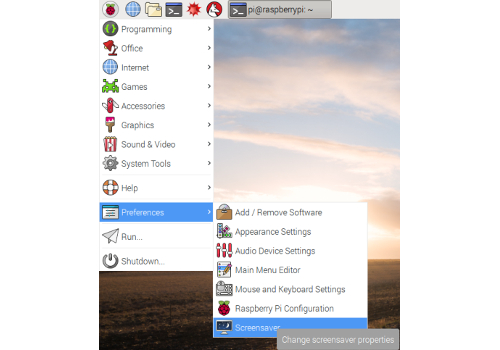 pi@raspberrypi: ~
Programming
Office
Internet
Games
Accessories
Graphics
Sound & Video
System Tools
Help
Preferences
Run...
Shutdown...
Add / Remove Software
Appearance Settings
Audio Device Settings
Main Menu Editor
Mouse and Keyboard Settings
Raspberry Pi Configuration
Screensaver
Change screensaver properties